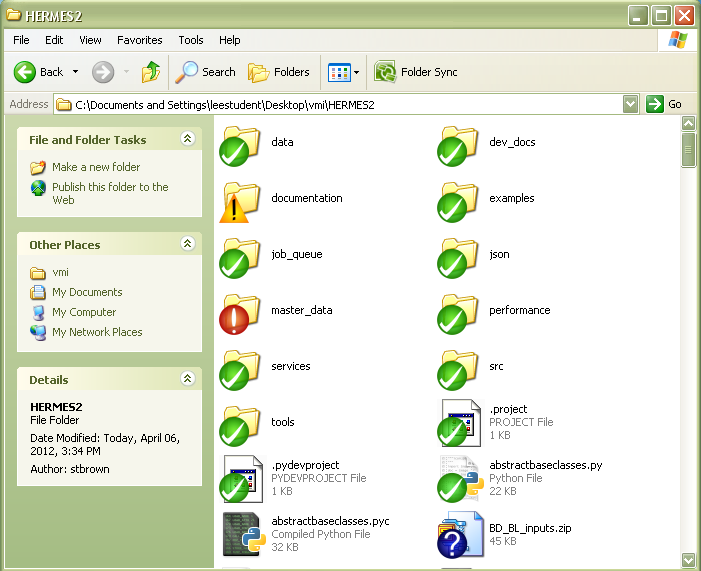 HERMES2
File Edit View Favorites Tools Help
Back Search Folders Folder Sync
Address C:\Documents and Settings\leestudent\Desktop\vmi\HERMES2 Go
File and Folder Tasks
Make a new folder
Publish this folder to the
Web
Other Places
vmi
My Documents
My Computer
My Network Places
Details
HERMES2
File Folder
Date Modified: Today, April 06,
2012, 3:34 PM
Author: stbrown
data
dev_docs
documentation
examples
job_queue
json
master_data
performance
services
src
tools
.project
PROJECT File
1 KB
.pydevproject
PYDEVPROJECT File
1 KB
abstractbaseclasses.py
Python File
22 KB
abstractbaseclasses.pyc
Compiled Python File
32 KB
BD_BL_inputs.zip
45 KB